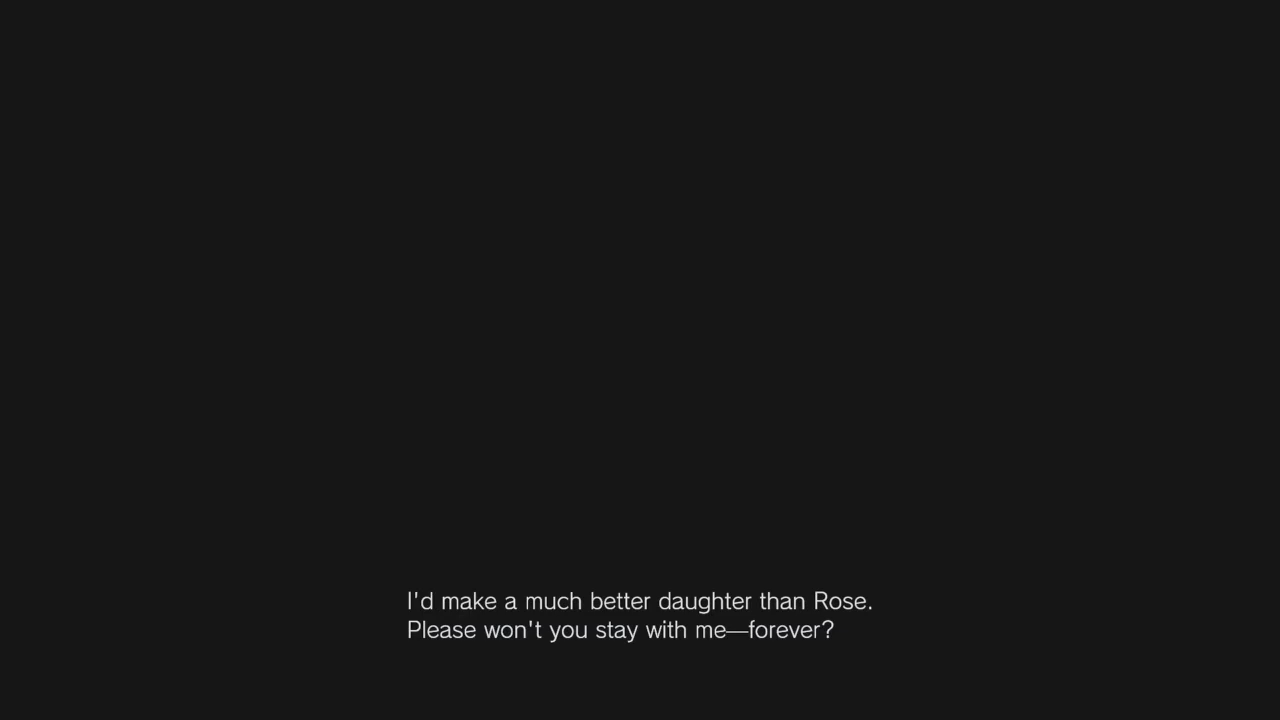 I'd make a much better daughter than Rose.
Please won't you stay with me—forever?